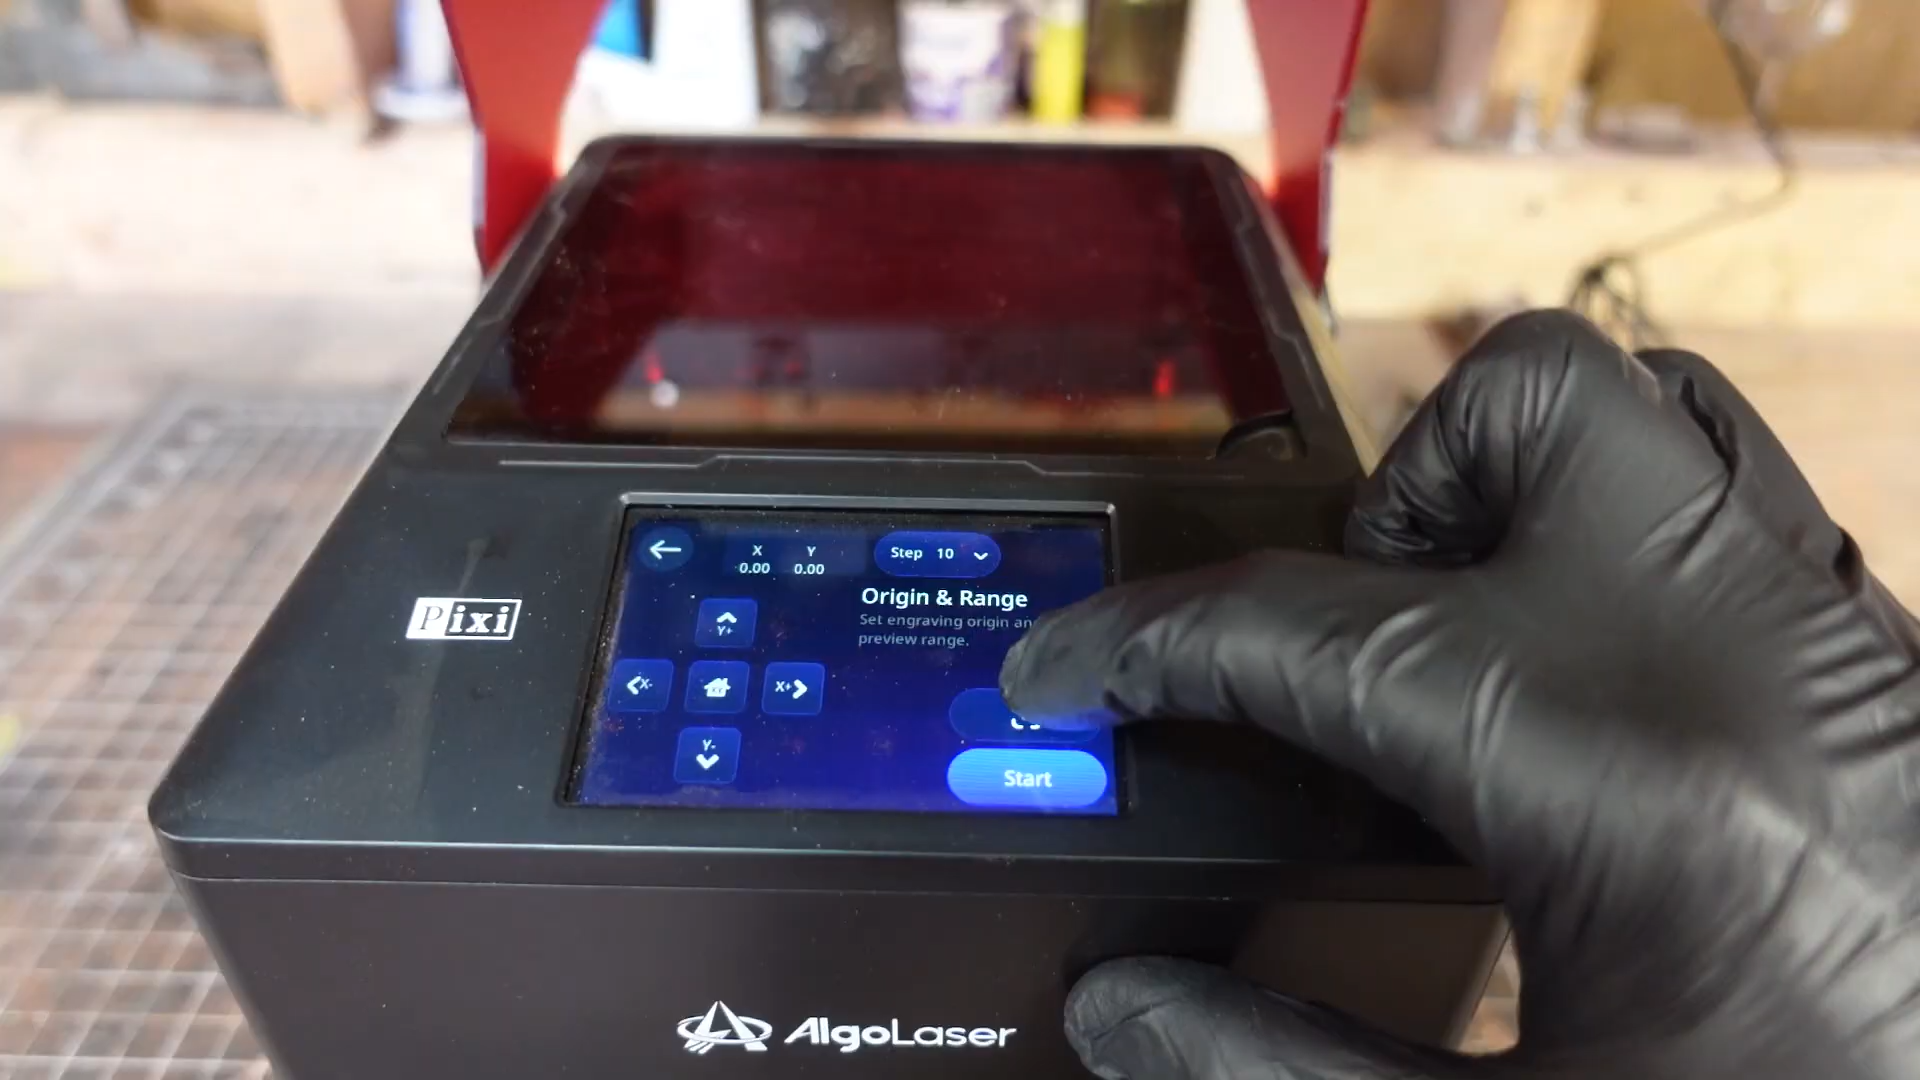 X Y
0.00 0.00
Step 10
Origin & Range
Set engraving origin an
preview range.
Y+
X-
X+
Y-
Start
Pixi
AlgoLaser